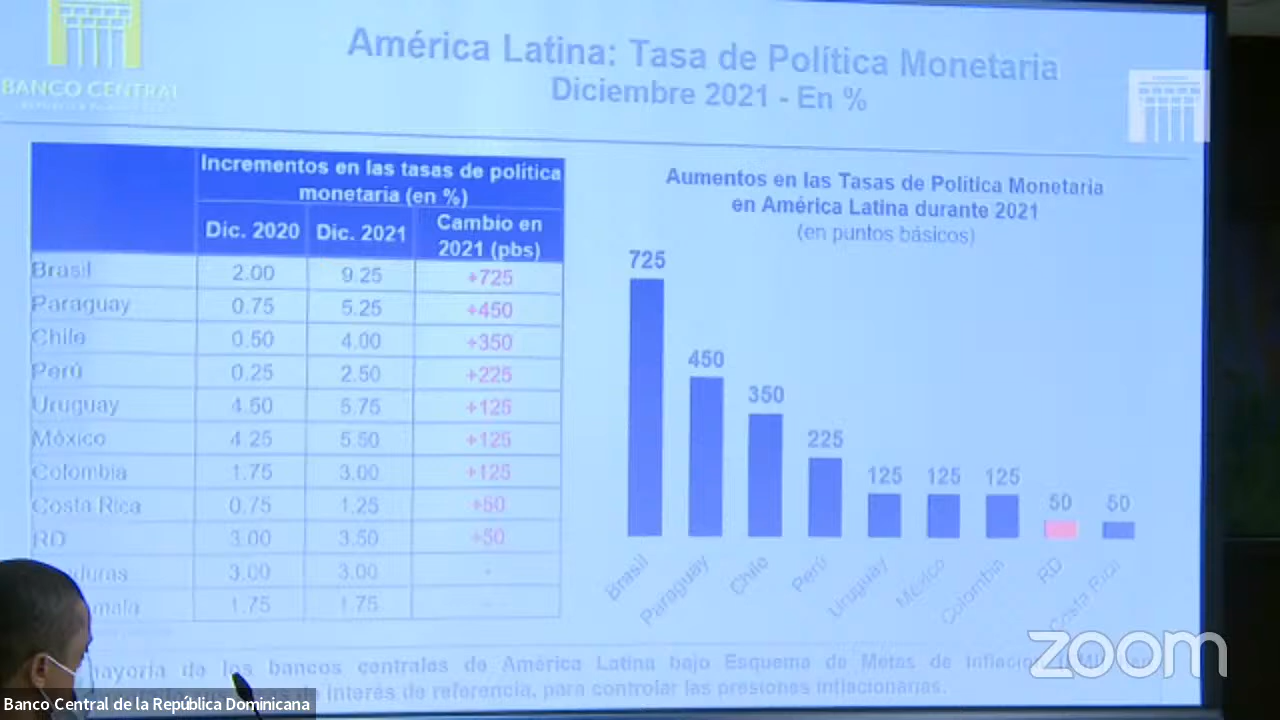 BANCO CENTRAL
América Latina: Tasa de Política Monetaria
Diciembre 2021 - En %
Incrementos en las tasas de política
monetaria (en %)
Dic. 2020 Dic. 2021 Cambio en
2021 (pbs)
Brasil 2.00 9.25 +725
Paraguay 0.75 5.25 +450
Chile 0.50 4.00 +350
Perú 0.25 2.50 +225
Uruguay 4.50 5.75 +125
México 4.25 5.50 +125
Colombia 1.75 3.00 +125
Costa Rica 0.75 1.25 +50
RD 3.00 3.50 +50
duras 3.00 3.00 -
mala 1.75 1.75 -
Aumentos en las Tasas de Política Monetaria
en América Latina durante 2021
(en puntos básicos)
725
450
350
225
125 125 125
50 50
Brasil Paraguay Chile Perú Uruguay México Colombia RD Costa Rica
mayoría de los bancos centrales de América Latina bajo Esquema de Metas de Inflación
de interés de referencia, para controlar las presiones inflacionarias.
zoom
Banco Central de la República Dominicana